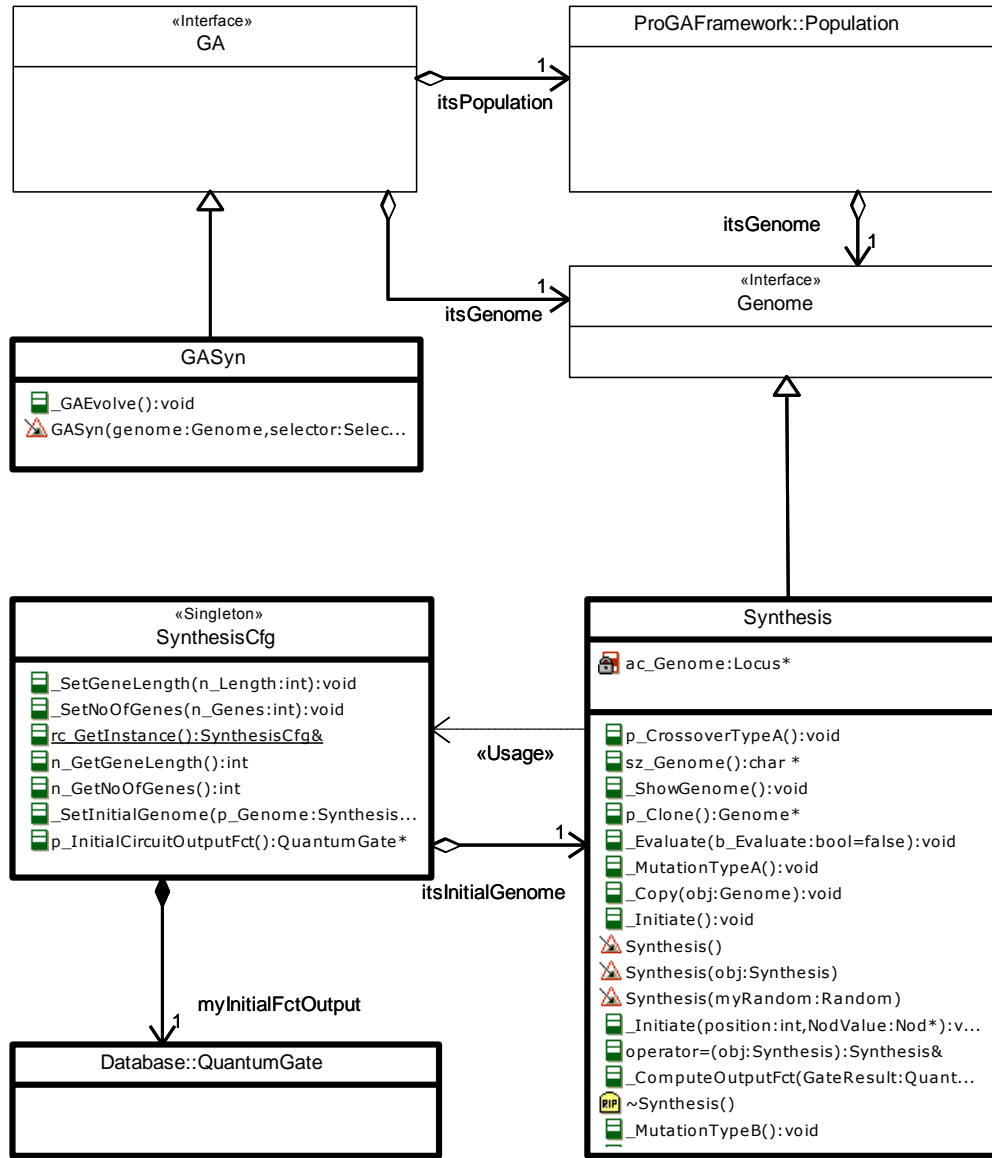 «Interface»
GA
ProGAFramework::Population
1
itsPopulation
itsGenome
1
«Interface»
Genome
1
itsGenome
GASyn
_GAEvolve():void
GASyn(genome:Genome,selector:Selec...
«Singleton»
SynthesisCfg
_SetGeneLength(n_Length:int):void
_SetNoOfGenes(n_Genes:int):void
rc_GetInstance():SynthesisCfg&
n_GetGeneLength():int
n_GetNoOfGenes():int
_SetInitialGenome(p_Genome:Synthesis...
p_InitialCircuitOutputFct():QuantumGate*
«Usage»
1
itsInitialGenome
Synthesis
ac_Genome:Locus*
p_CrossoverTypeA():void
sz_Genome():char *
_ShowGenome():void
p_Clone():Genome*
_Evaluate(b_Evaluate:bool=false):void
_MutationTypeA():void
_Copy(obj:Genome):void
_Initiate():void
Synthesis()
Synthesis(obj:Synthesis)
Synthesis(myRandom:Random)
_Initiate(position:int,NodValue:Nod*):v...
operator=(obj:Synthesis):Synthesis&
_ComputeOutputFct(GateResult:Quant...
RIP
~Synthesis()
_MutationTypeB():void
myInitialFctOutput
1
Database::QuantumGate